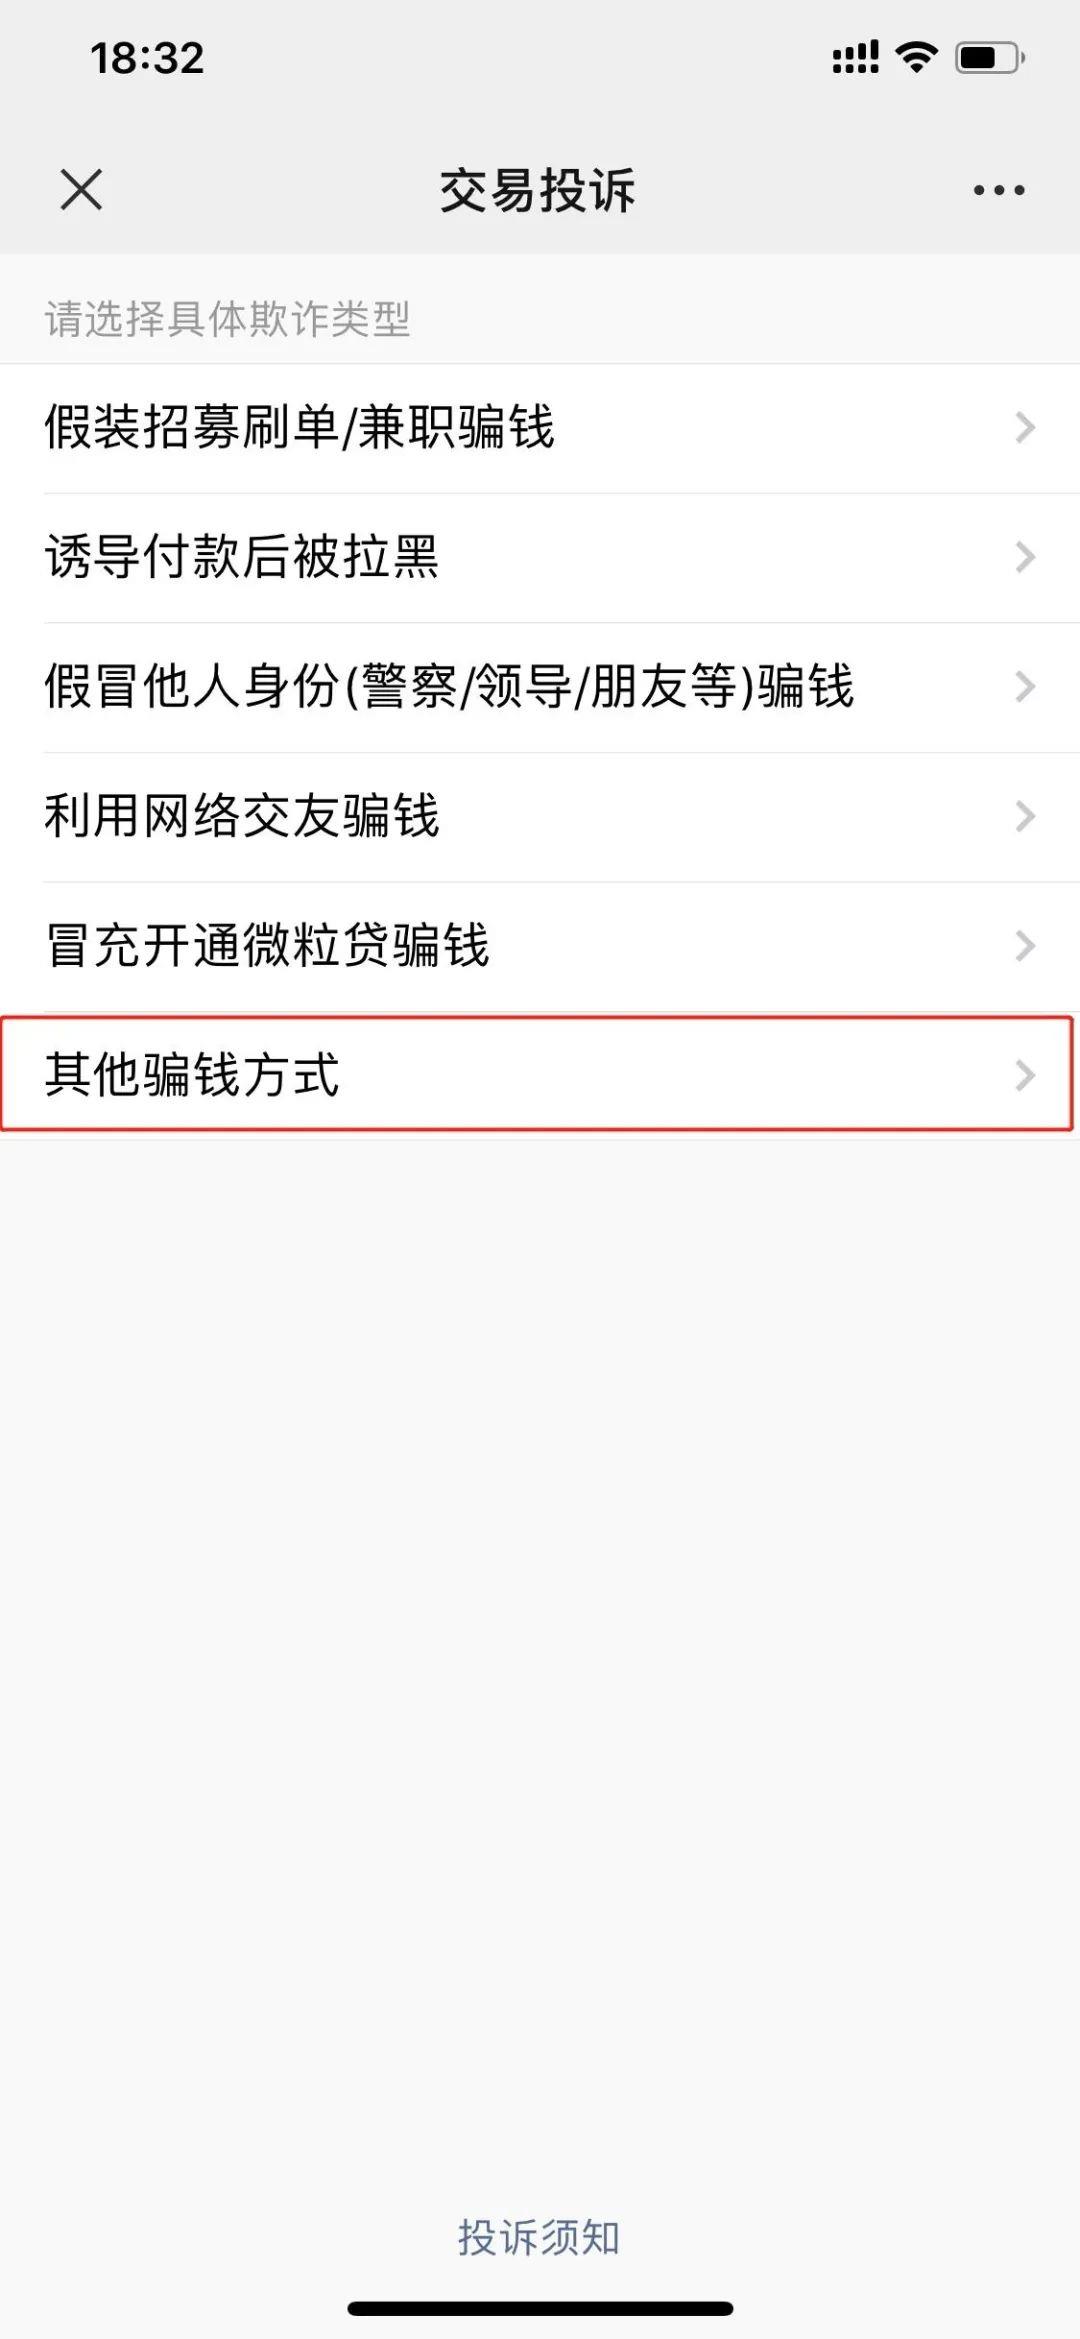 18:32
交易投诉
请选择具体欺诈类型
假装招募刷单/兼职骗钱
诱导付款后被拉黑
假冒他人身份(警察/领导/朋友等)骗钱
利用网络交友骗钱
冒充开通微粒贷骗钱
其他骗钱方式
投诉须知